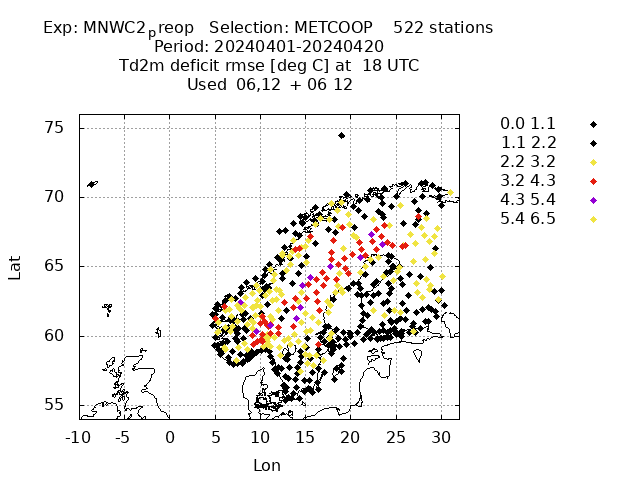 Exp: MNWC2preop Selection: METCOOP 522 stations
Period: 20240401-20240420
Td2m deficit rmse [deg C] at 18 UTC
Used 06,12 + 06 12
75
70
65
60
55
Lat
-10 -5 0 5 10 15 20 25 30
Lon
0.0 1.1
1.1 2.2
2.2 3.2
3.2 4.3
4.3 5.4
5.4 6.5